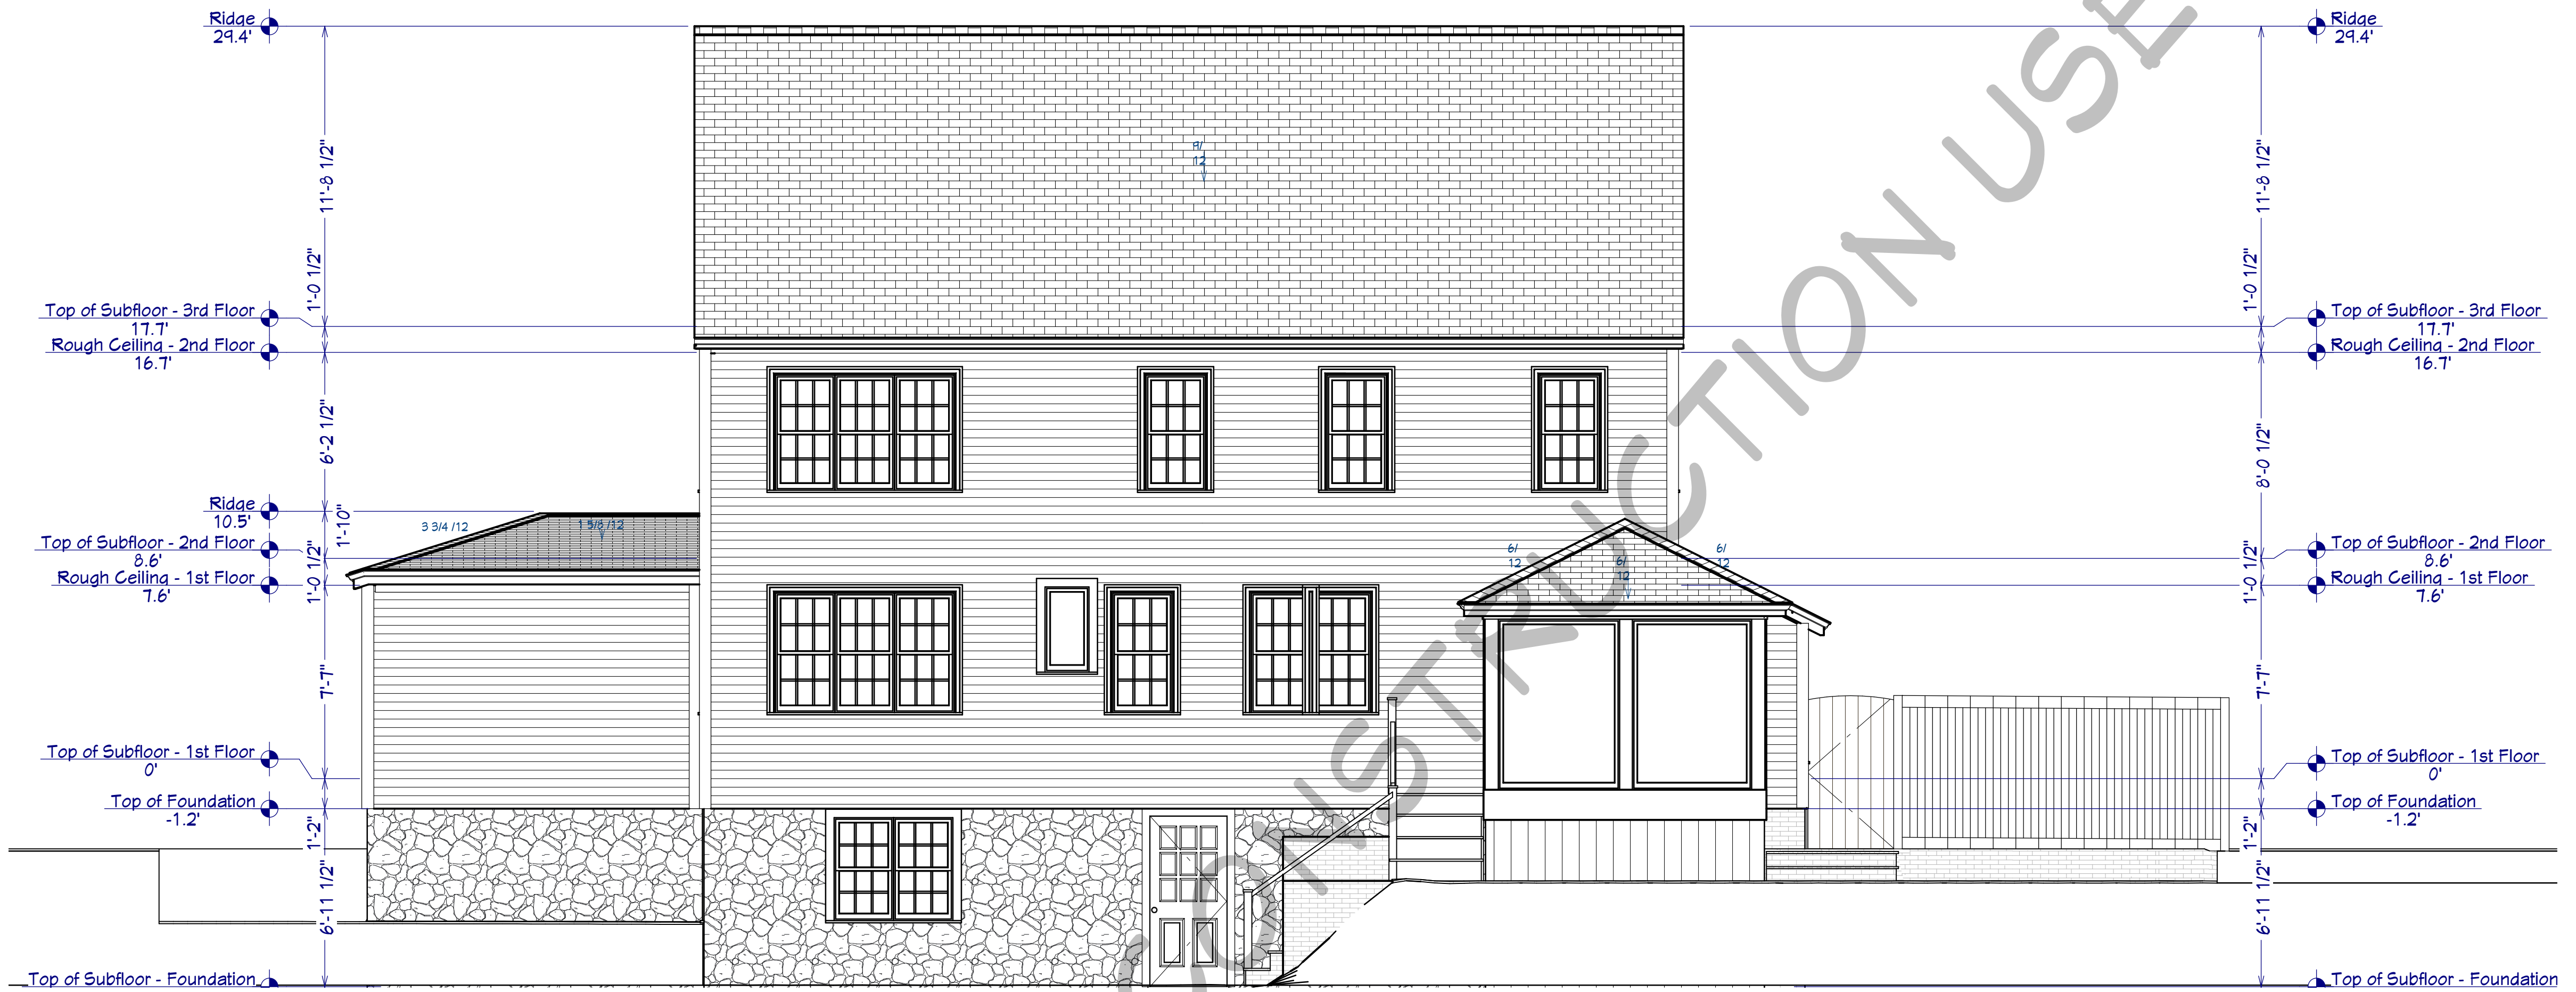 Ridge
29.4'
11'-8 1/2"
1'-0 1/2"
Top of Subfloor - 3rd Floor
17.7'
Rough Ceiling - 2nd Floor
16.7'
6'-2 1/2"
Ridge
10.5'
1'-10"
Top of Subfloor - 2nd Floor
8.6'
1'-0 1/2"
Rough Ceiling - 1st Floor
7.6'
7'-7"
Top of Subfloor - 1st Floor
0'
Top of Foundation
-1.2'
1'-2"
6'-11 1/2"
Top of Subfloor - Foundation
9/
12
3 3/4 /12
1 5/8 /12
6/
12
6/
12
6/
12
CONSTRUCTION USE
Ridge
29.4'
11'-8 1/2"
1'-0 1/2"
Top of Subfloor - 3rd Floor
17.7'
Rough Ceiling - 2nd Floor
16.7'
8'-0 1/2"
Top of Subfloor - 2nd Floor
8.6'
1'-0 1/2"
Rough Ceiling - 1st Floor
7.6'
7'-7"
Top of Subfloor - 1st Floor
0'
Top of Foundation
-1.2'
1'-2"
6'-11 1/2"
Top of Subfloor - Foundation